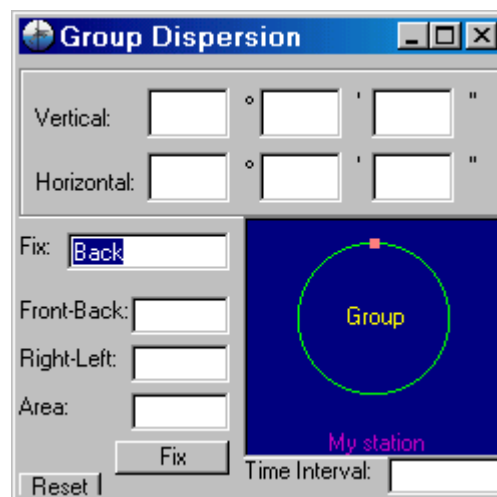 Group Dispersion
Vertical: ° ' "
Horizontal: ° ' "
Fix: Back
Front-Back:
Right-Left:
Area:
Fix
Reset
Group
My station
Time Interval: